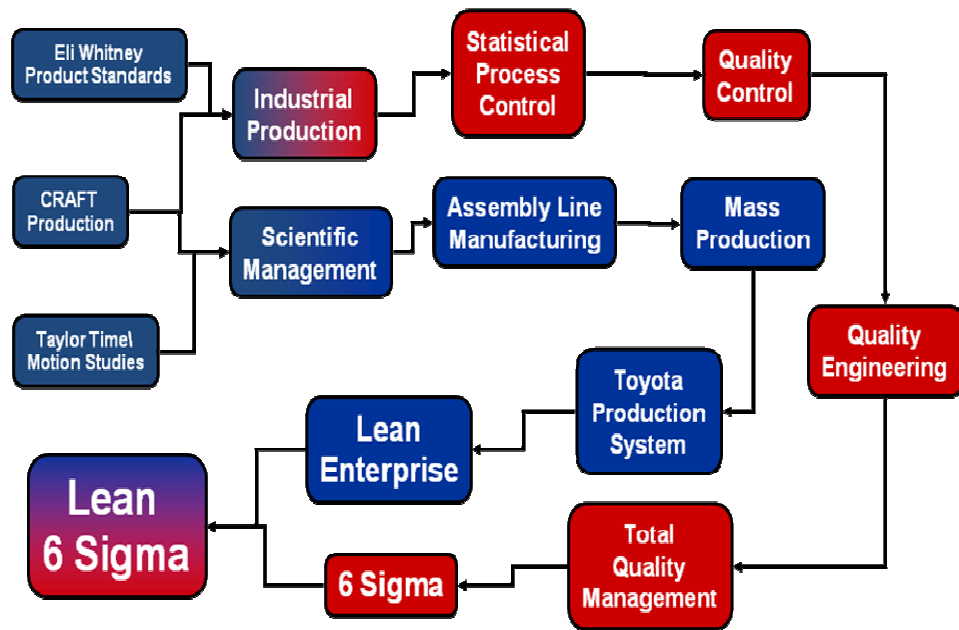 Eli Whitney
Product Standards
Industrial
Production
Statistical
Process
Control
Quality
Control
CRAFT
Production
Scientific
Management
Assembly Line
Manufacturing
Mass
Production
Taylor Time\
Motion Studies
Quality
Engineering
Toyota
Production
System
Lean
Enterprise
Lean
6 Sigma
6 Sigma
Total
Quality
Management